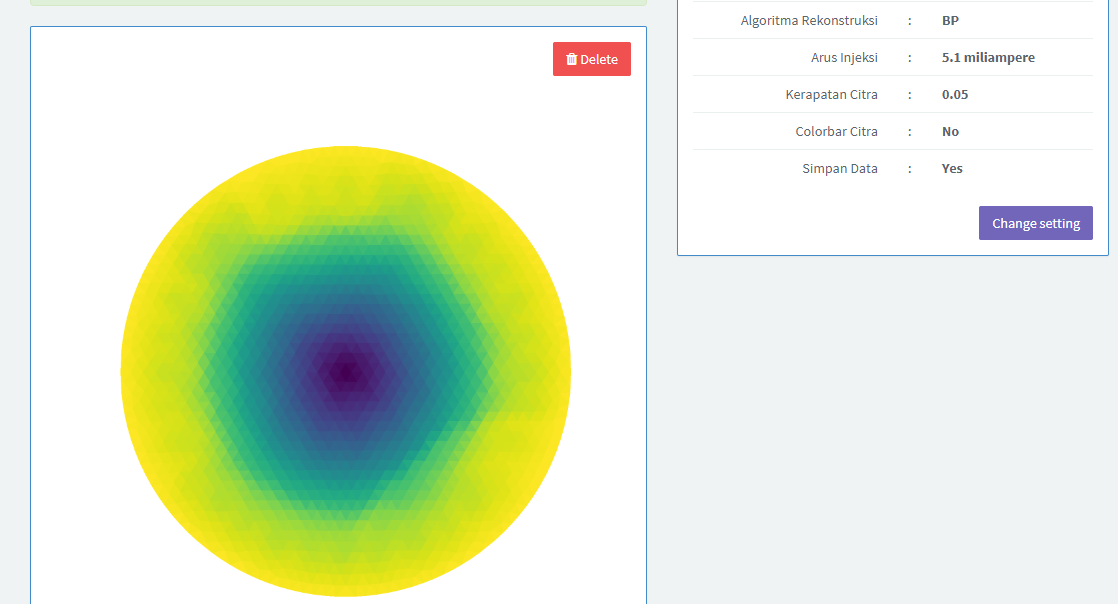 Delete
Algoritma Rekonstruksi : BP
Arus Injeksi : 5.1 miliampere
Kerapatan Citra : 0.05
Colorbar Citra : No
Simpan Data : Yes
Change setting